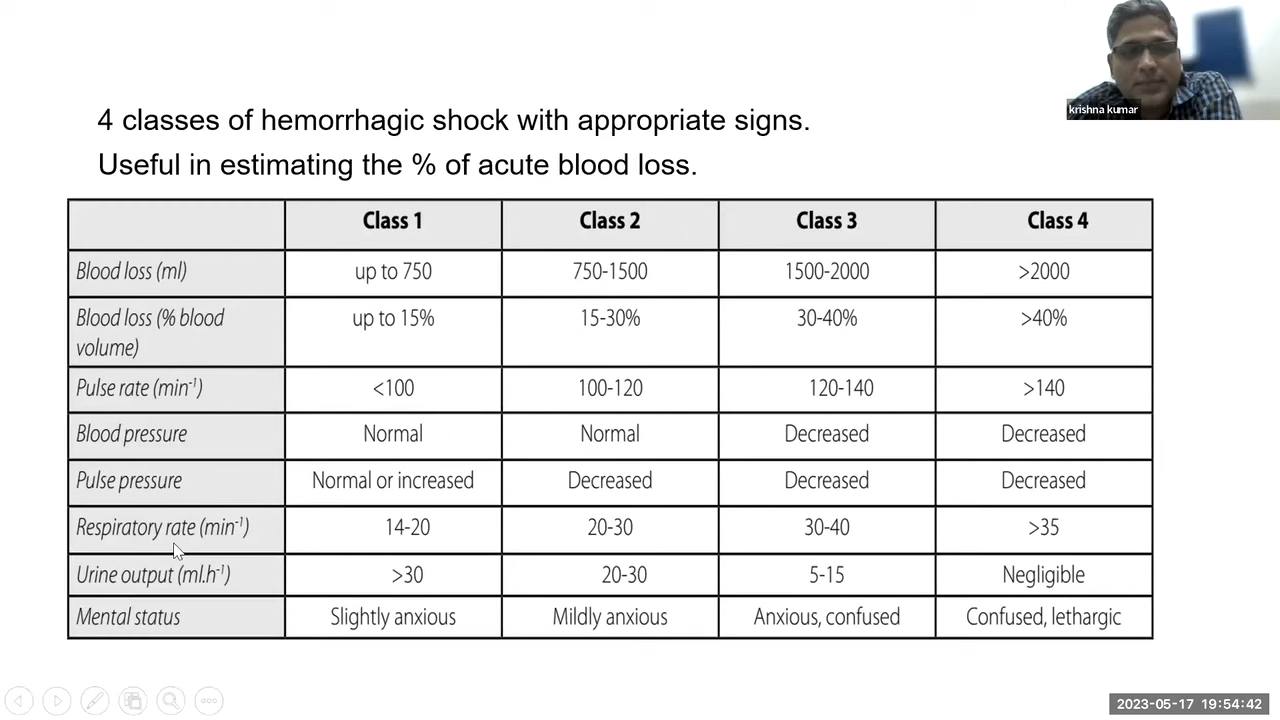 krishna kumar
4 classes of hemorrhagic shock with appropriate signs.
Useful in estimating the % of acute blood loss.
Class 1 Class 2 Class 3 Class 4
Blood loss (ml) up to 750 750-1500 1500-2000 >2000
Blood loss (% blood
volume) up to 15% 15-30% 30-40% >40%
Pulse rate (min⁻¹) <100 100-120 120-140 >140
Blood pressure Normal Normal Decreased Decreased
Pulse pressure Normal or increased Decreased Decreased Decreased
Respiratory rate (min⁻¹) 14-20 20-30 30-40 >35
Urine output (ml.h⁻¹) >30 20-30 5-15 Negligible
Mental status Slightly anxious Mildly anxious Anxious, confused Confused, lethargic
2023-05-17 19:54:42